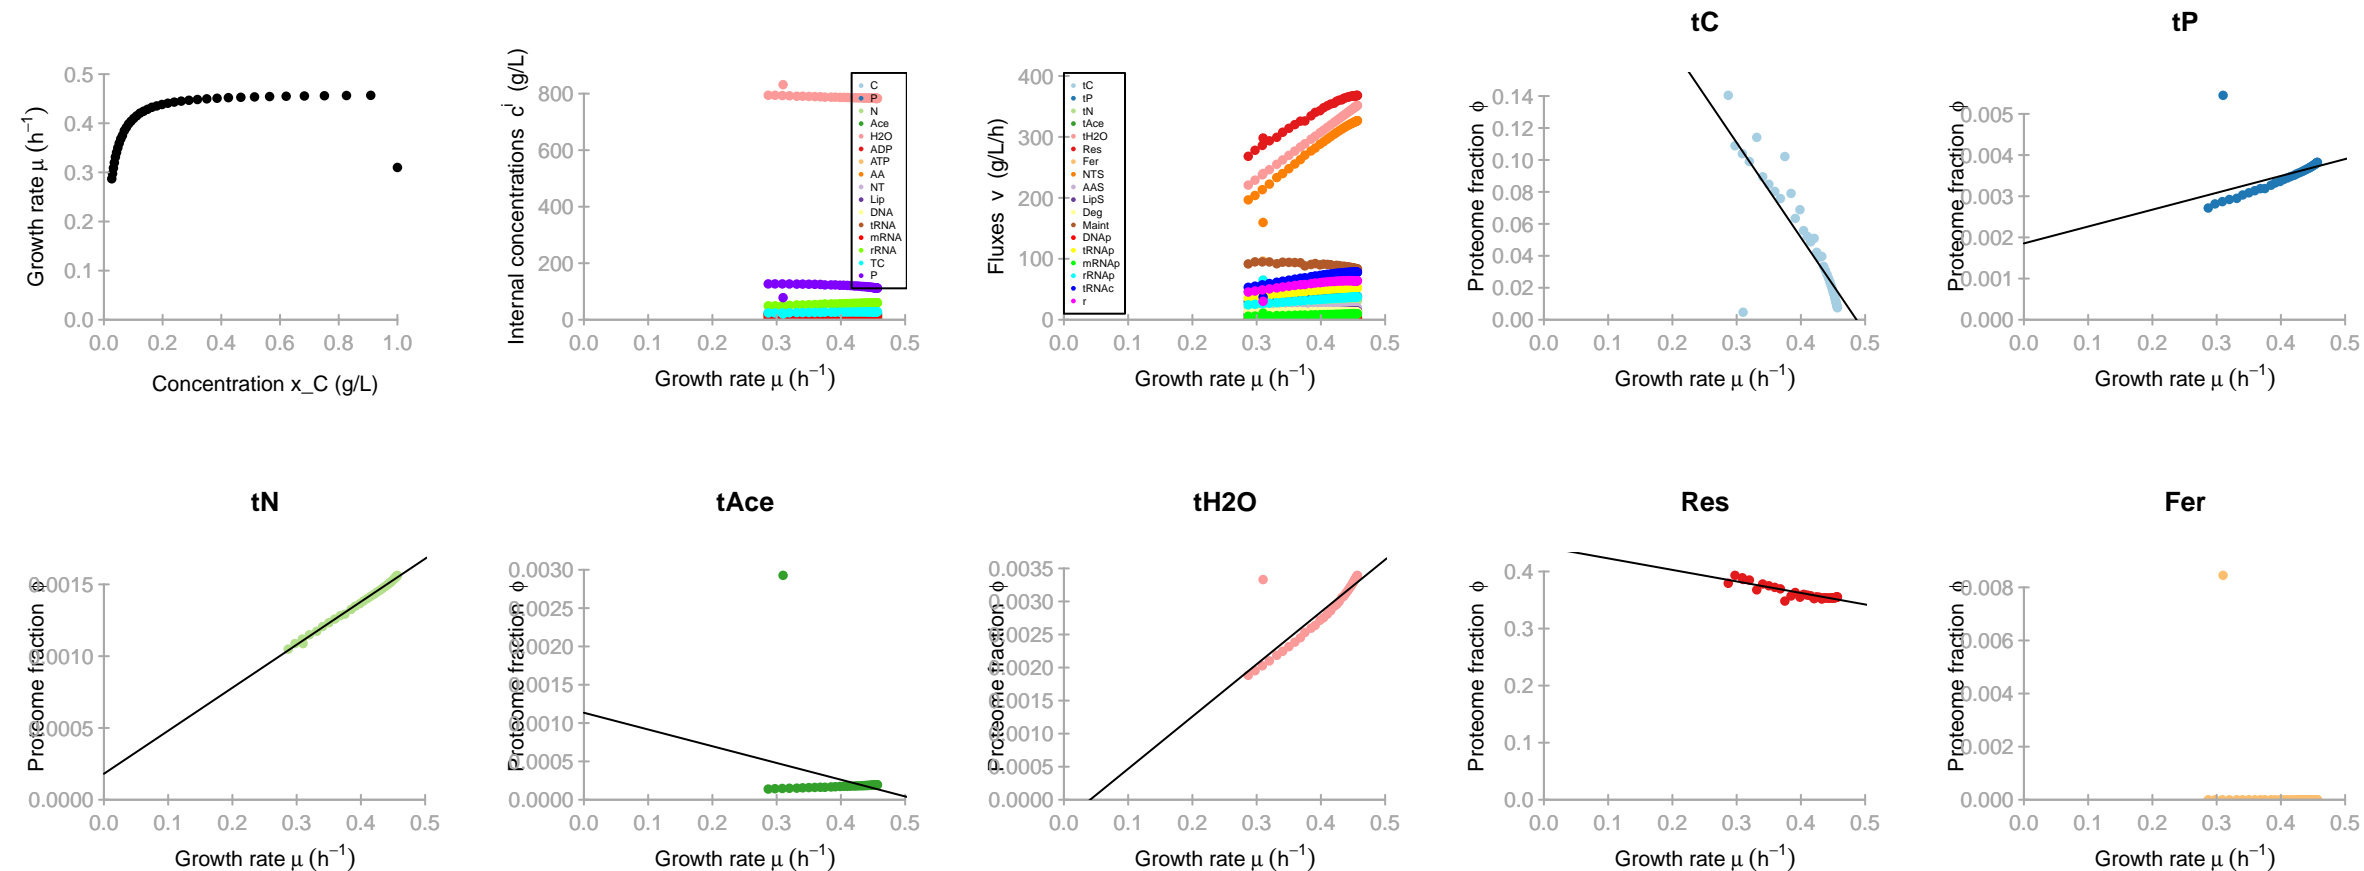 tC
tP
0.5
0.4
0.3
0.2
0.1
0.0
Growth rate μ (h⁻¹)
0.0 0.2 0.4 0.6 0.8 1.0
Concentration x_C (g/L)
800
600
400
200
0
Internal concentrations cⁱ (g/L)
C
P
N
Ace
H2O
ADP
ATP
AA
NT
Lip
DNA
tRNA
mRNA
rRNA
TC
P
0.0 0.1 0.2 0.3 0.4 0.5
Growth rate μ (h⁻¹)
400
300
200
100
0
Fluxes v (g/L/h)
tC
tP
tN
tAce
tH2O
Res
Fer
NTS
AAS
LipS
Deg
Maint
DNAp
tRNAp
mRNAp
rRNAp
tRNAc
r
0.0 0.1 0.2 0.3 0.4 0.5
Growth rate μ (h⁻¹)
0.14
0.12
0.10
0.08
0.06
0.04
0.02
0.00
Proteome fraction ϕ
0.0 0.1 0.2 0.3 0.4 0.5
Growth rate μ (h⁻¹)
0.005
0.004
0.003
0.002
0.001
0.000
Proteome fraction ϕ
0.0 0.1 0.2 0.3 0.4 0.5
Growth rate μ (h⁻¹)
tN
tAce
tH2O
Res
Fer
0.00015
0.00010
0.00005
0.0000
Proteome fraction ϕ
0.0 0.1 0.2 0.3 0.4 0.5
Growth rate μ (h⁻¹)
0.0030
0.0025
0.0020
0.0015
0.0010
0.0005
0.0000
Proteome fraction ϕ
0.0 0.1 0.2 0.3 0.4 0.5
Growth rate μ (h⁻¹)
0.0035
0.0030
0.0025
0.0020
0.0015
0.0010
0.0005
0.0000
Proteome fraction ϕ
0.0 0.1 0.2 0.3 0.4 0.5
Growth rate μ (h⁻¹)
0.4
0.3
0.2
0.1
0.0
Proteome fraction ϕ
0.0 0.1 0.2 0.3 0.4 0.5
Growth rate μ (h⁻¹)
0.008
0.006
0.004
0.002
0.000
Proteome fraction ϕ
0.0 0.1 0.2 0.3 0.4 0.5
Growth rate μ (h⁻¹)